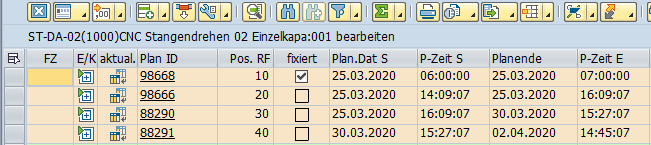 ST-DA-02(1000)CNC Stangendrehen 02 Einzelkapa:001 bearbeiten
FZ E/K aktual. Plan ID Pos. RF fixiert Plan.Dat S P-Zeit S Planende P-Zeit E
98668 10 25.03.2020 06:00:00 25.03.2020 07:00:00
98666 20 25.03.2020 14:09:07 25.03.2020 16:09:07
88290 30 25.03.2020 16:09:07 30.03.2020 15:27:07
88291 40 30.03.2020 15:27:07 02.04.2020 14:45:07